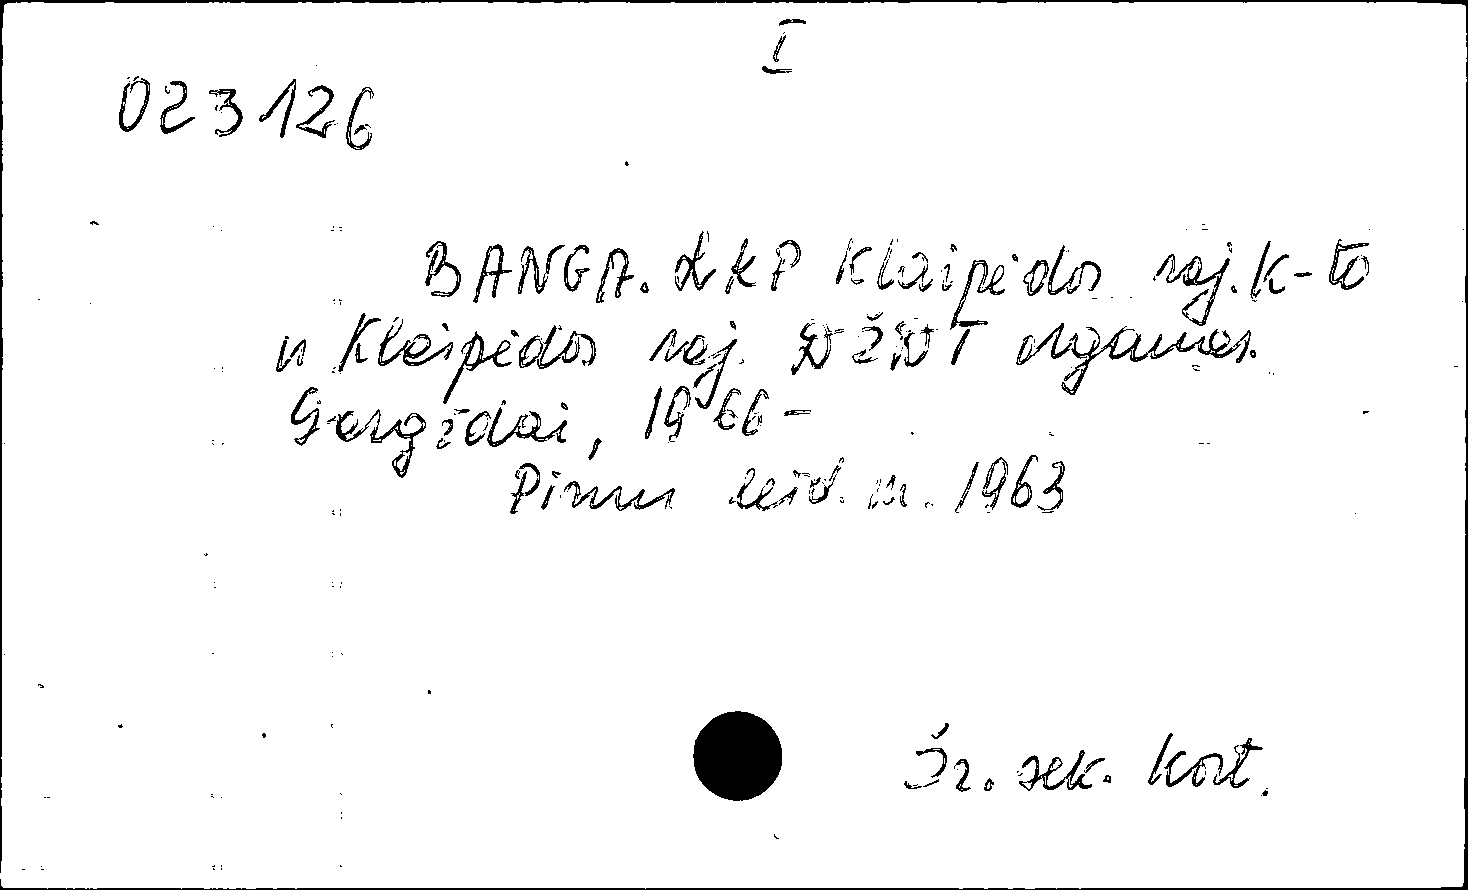 I
023126
BANGA. LKP Klaipėdos raj. K-to
ir Klaipėdos raj. DŽDT organas.
Gargždai, 1966-
Pirmas leid. m. 1963
Žr. sek. kort.